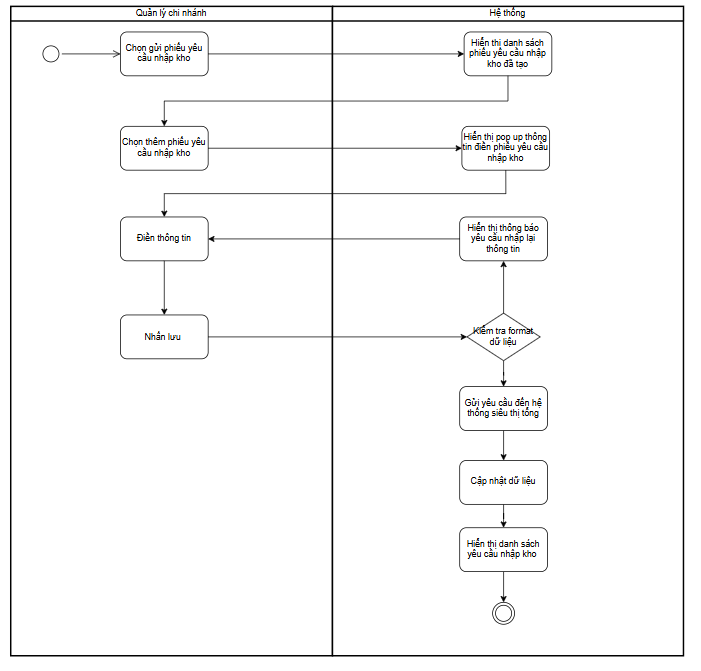 Quản lý chi nhánh
Hệ thống
Chọn gửi phiếu yêu
cầu nhập kho
Hiển thị danh sách
phiếu yêu cầu nhập
kho đã tạo
Chọn thêm phiếu yêu
cầu nhập kho
Hiển thị pop up thông
tin điền phiếu yêu cầu
nhập kho
Điền thông tin
Hiển thị thông báo
yêu cầu nhập lại
thông tin
Nhấn lưu
Kiểm tra format
dữ liệu
Gửi yêu cầu đến hệ
thống siêu thị tổng
Cập nhật dữ liệu
Hiển thị danh sách
yêu cầu nhập kho